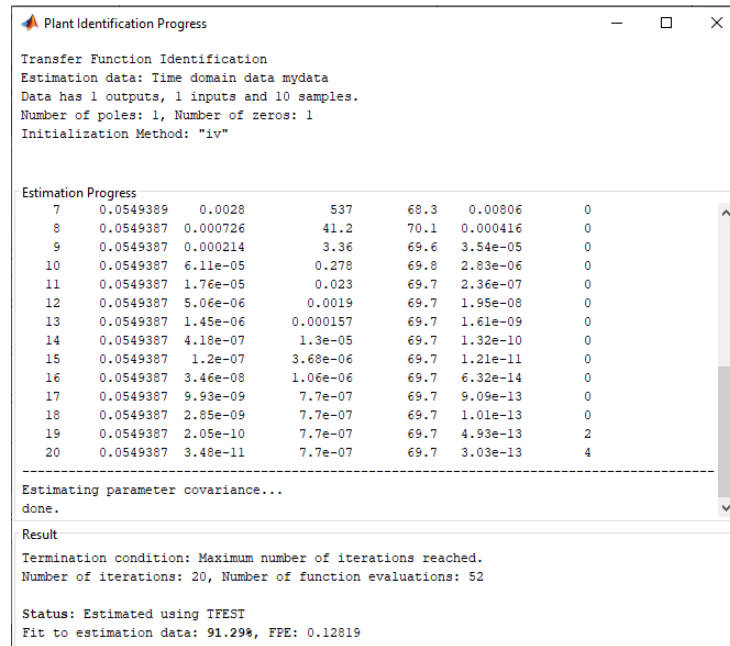 Plant Identification Progress
Transfer Function Identification
Estimation data: Time domain data mydata
Data has 1 outputs, 1 inputs and 10 samples.
Number of poles: 1, Number of zeros: 1
Initialization Method: "iv"
Estimation Progress
7 0.0549389 0.0028 537 68.3 0.00806 0
8 0.0549387 0.000726 41.2 70.1 0.000416 0
9 0.0549387 0.000214 3.36 69.6 3.54e-05 0
10 0.0549387 6.11e-05 0.278 69.8 2.83e-06 0
11 0.0549387 1.76e-05 0.023 69.7 2.36e-07 0
12 0.0549387 5.06e-06 0.0019 69.7 1.95e-08 0
13 0.0549387 1.45e-06 0.000157 69.7 1.61e-09 0
14 0.0549387 4.18e-07 1.3e-05 69.7 1.32e-10 0
15 0.0549387 1.2e-07 3.68e-06 69.7 1.21e-11 0
16 0.0549387 3.46e-08 1.06e-06 69.7 6.32e-14 0
17 0.0549387 9.93e-09 7.7e-07 69.7 9.09e-13 0
18 0.0549387 2.85e-09 7.7e-07 69.7 1.01e-13 0
19 0.0549387 2.05e-10 7.7e-07 69.7 4.93e-13 2
20 0.0549387 3.48e-11 7.7e-07 69.7 3.03e-13 4
--------------------------------------------------------------------------------
Estimating parameter covariance...
done.
Result
Termination condition: Maximum number of iterations reached.
Number of iterations: 20, Number of function evaluations: 52
Status: Estimated using TFEST
Fit to estimation data: 91.29%, FPE: 0.12819